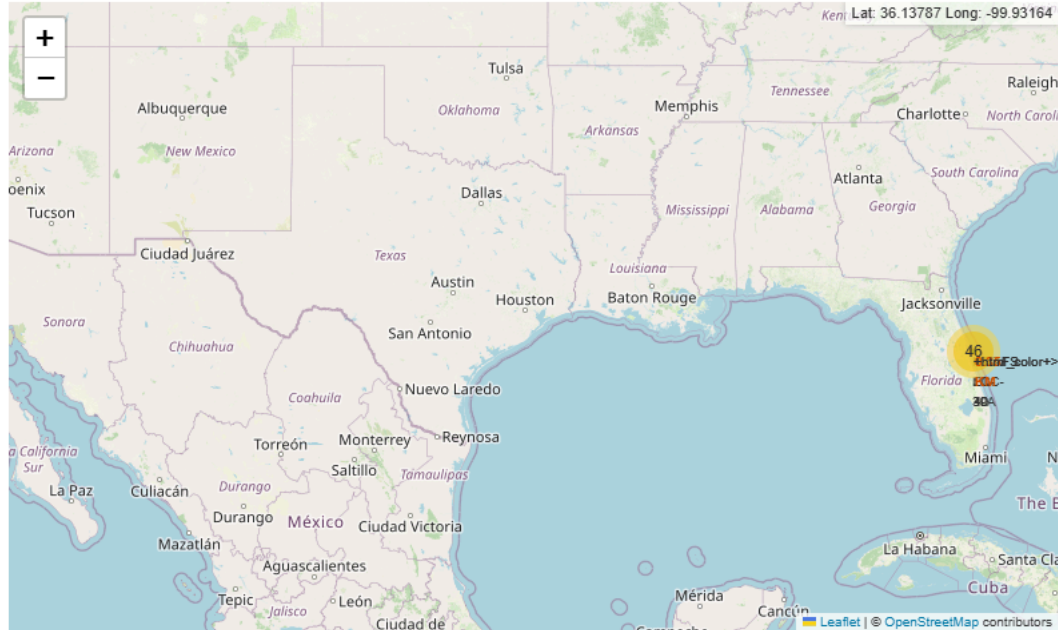 Lat: 36.13787 Long: -99.93164
+
−
Tulsa
Raleigh
Albuquerque
Oklahoma
Memphis
Tennessee
Charlotte
North Caroli
Arkansas
Arizona
New Mexico
Atlanta
South Carolina
oenix
Dallas
Tucson
Mississippi
Alabama
Georgia
Ciudad Juárez
Texas
Louisiana
Austin
Houston
Baton Rouge
Jacksonville
Sonora
San Antonio
Chihuahua
46
Florida
Nuevo Laredo
Coahuila
Torreón
Monterrey
Reynosa
a California
Sur
Saltillo
Tamaulipas
Miami
La Paz
Culiacán
Durango
Durango
México
Ciudad Victoria
The B
Mazatlán
La Habana
Santa Cla
Aguascalientes
Cuba
Tepic
Jalisco
León
Mérida
Cancún
Ciudad de
Leaflet | © OpenStreetMap contributors